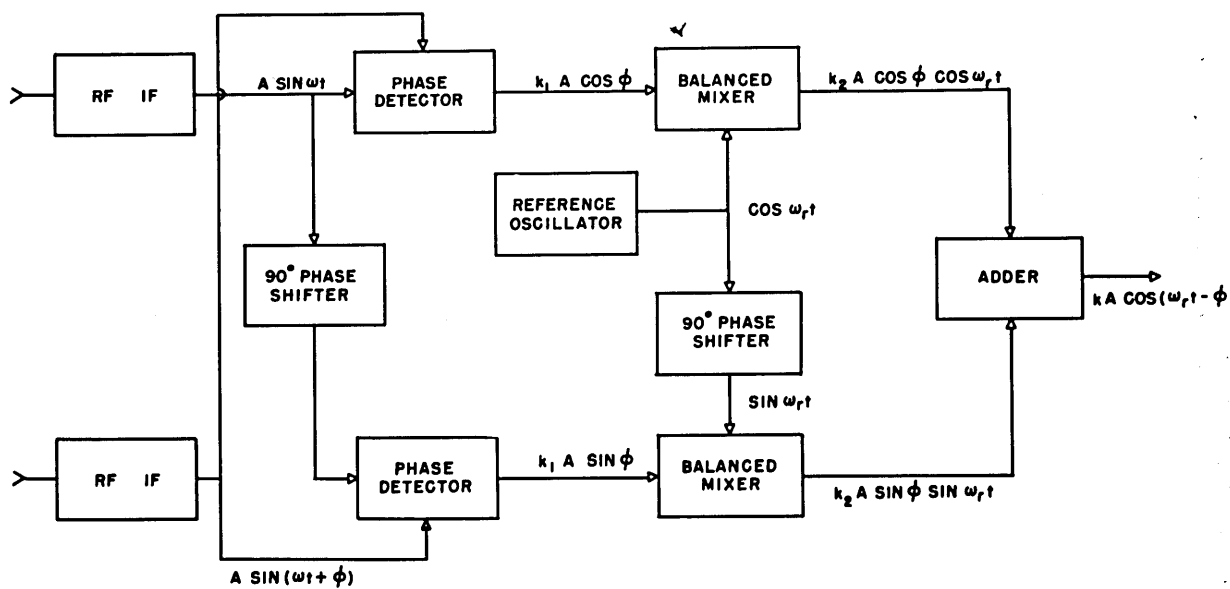 RF IF
A SIN ωt
PHASE
DETECTOR
k₁ A COS ϕ
BALANCED
MIXER
k₂ A COS ϕ COS ωᵣt
REFERENCE
OSCILLATOR
COS ωᵣt
90° PHASE
SHIFTER
ADDER
kA COS(ωᵣt-ϕ
90° PHASE
SHIFTER
SIN ωᵣt
RF IF
PHASE
DETECTOR
k₁ A SIN ϕ
BALANCED
MIXER
k₂ A SIN ϕ SIN ωᵣt
A SIN (ωt + ϕ)